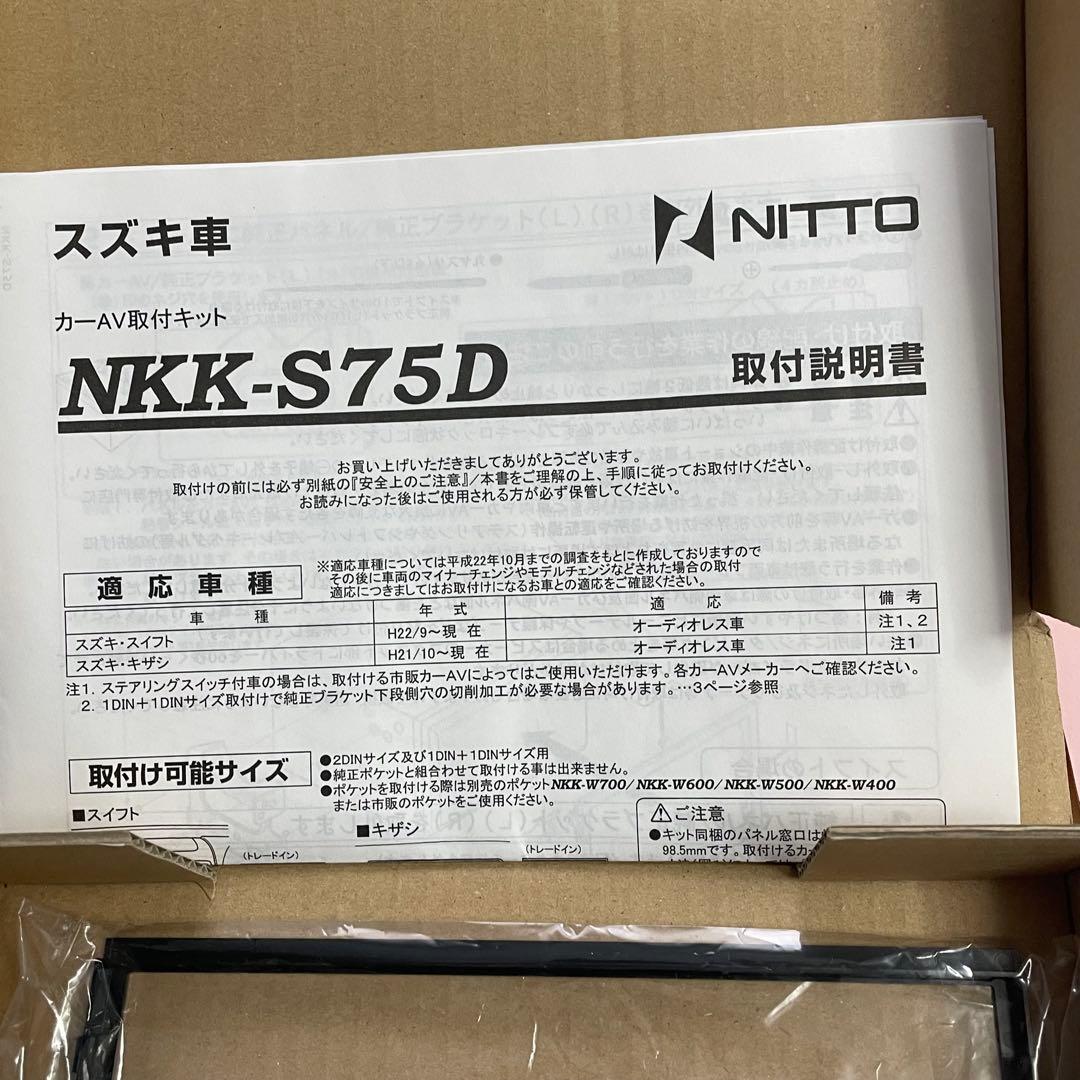 スズキ車
NITTO
カーAV取付キット
NKK-S75D
取付説明書
お買い上げいただきましてありがとうございます。
取付けの前には必ず別紙の『安全上のご注意』/本書をご理解の上、手順に従ってお取付けください。
お読みになった後はご使用される方が必ず保管してください。
適応車種
※適応車種については平成22年10月までの調査をもとに作成しておりますので
その後に車両のマイナーチェンジやモデルチェンジなどされた場合の取付
適応につきましてはお取付けになるお車との適応をご確認ください。
車種 年式 適応 備考
スズキ・スイフト H22/9～現在 オーディオレス車 注1、2
スズキ・キザシ H21/10～現在 オーディオレス車 注1
注1. ステアリングスイッチ付車の場合は、取付ける市販カーAVによってはご使用いただけます。各カーAVメーカーへご確認ください。
2. 1DIN+1DINサイズ取付けで純正ブラケット下段側穴の切削加工が必要な場合があります。…3ページ参照
取付け可能サイズ
●2DINサイズ及び1DIN+1DINサイズ用
●純正ポケットと組合わせて取付ける事は出来ません。
●ポケットを取付ける際は別売のポケットNKK-W700/NKK-W600/NKK-W500/NKK-W400
または市販のポケットをご使用ください。
■スイフト
(トレードイン)
■キザシ
(トレードイン)
ご注意
●キット同梱のパネル窓口は
98.5mmです。取付けるカー